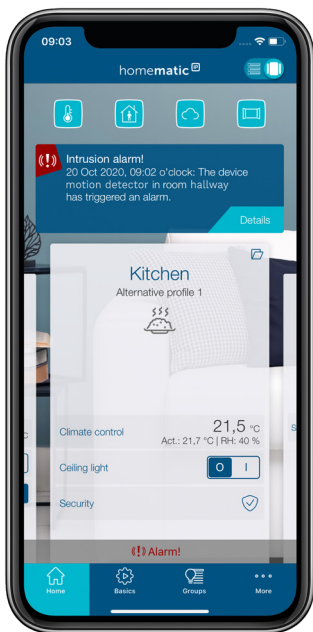 09:03
homematic IP
Intrusion alarm!
20 Oct 2020, 09:02 o'clock: The device
motion detector in room hallway
has triggered an alarm.
Details
Kitchen
Alternative profile 1
Climate control
21,5 °C
Act.: 21,7 °C | RH: 40 %
Ceiling light
O I
Security
Alarm!
Home
Basics
Groups
More